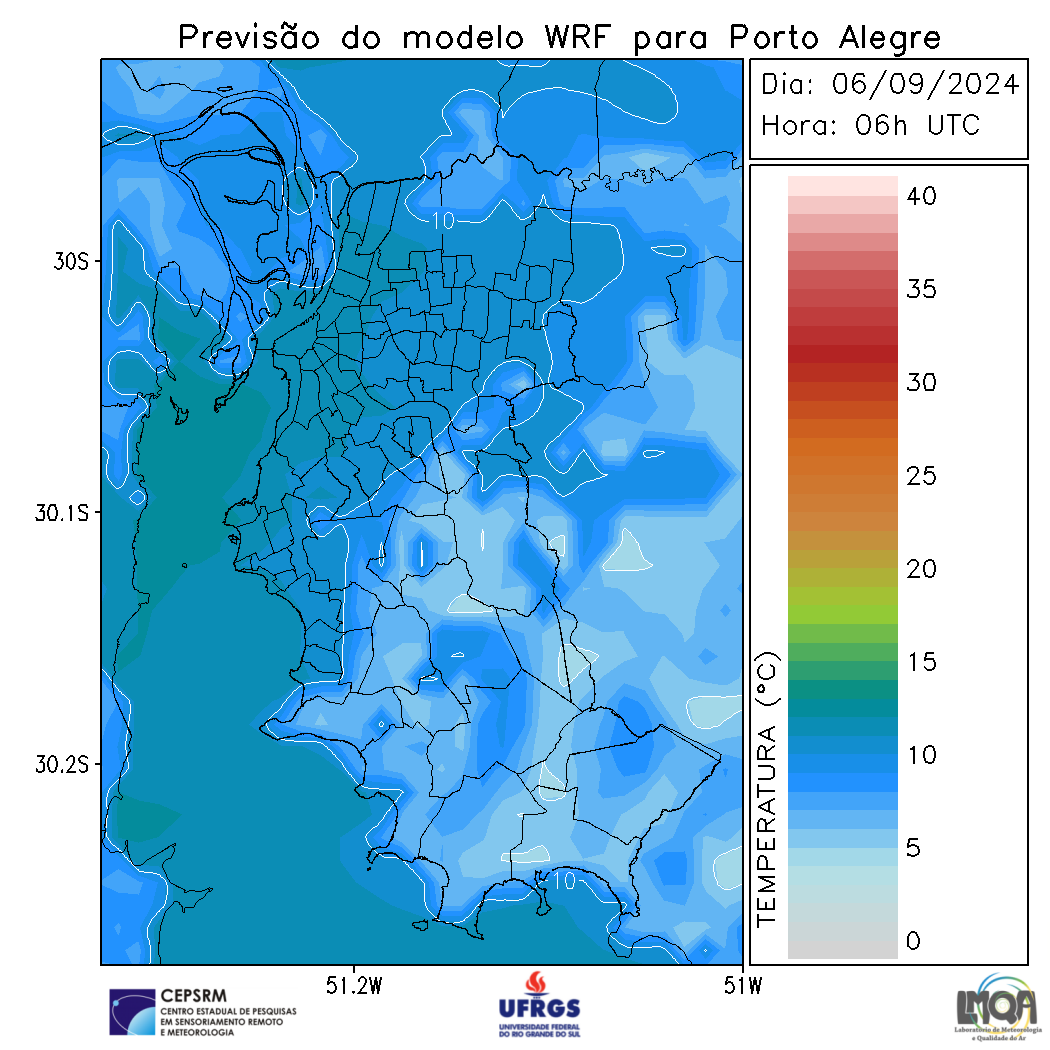 Previsão do modelo WRF para Porto Alegre
Dia: 06/09/2024
Hora: 06h UTC
40
35
30
25
20
15
10
5
0
TEMPERATURA (°C)
30S
30.1S
30.2S
51.2W
51W
10
10
CEPSRM
CENTRO ESTADUAL DE PESQUISAS
EM SENSORIAMENTO REMOTO
E METEOROLOGIA
UFRGS
UNIVERSIDADE FEDERAL
DO RIO GRANDE DO SUL
LMQA
Laboratório de Meteorologia
e Qualidade do Ar